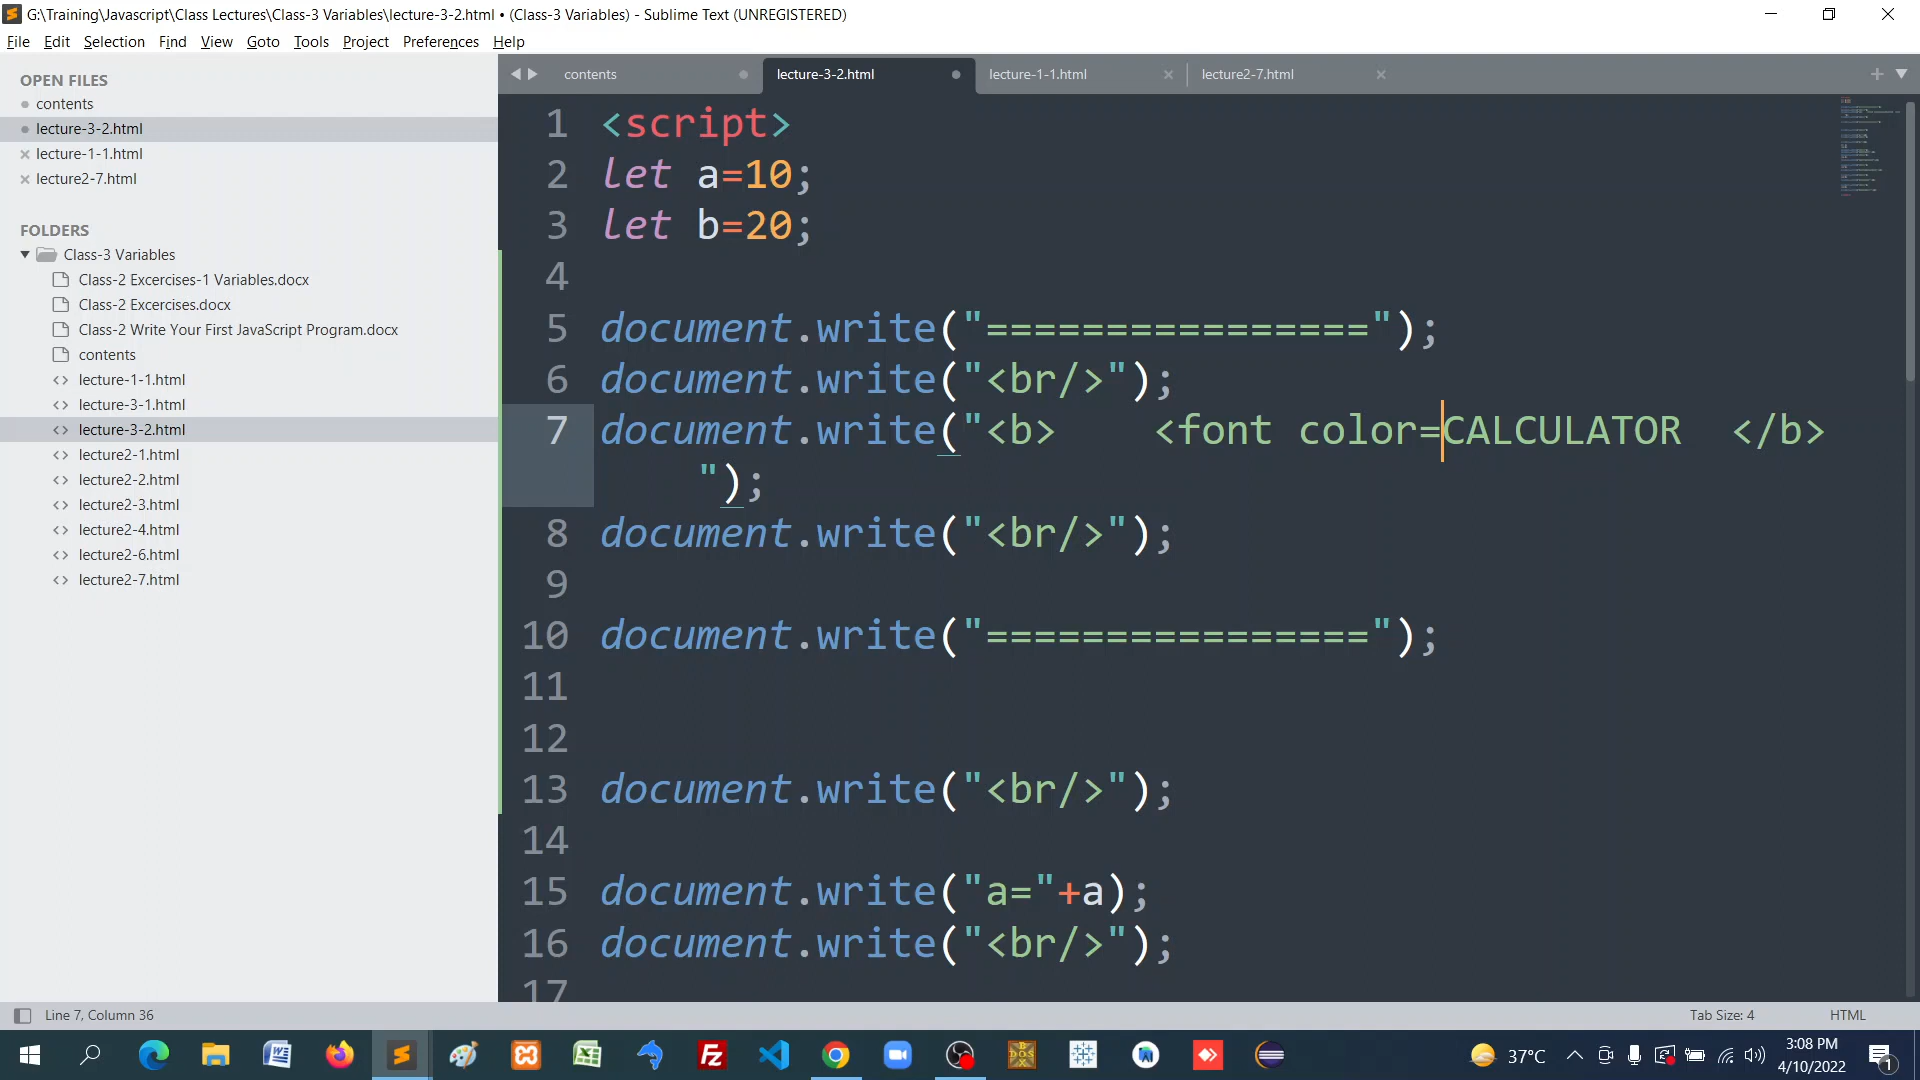 G:\Training\Javascript\Class Lectures\Class-3 Variables\lecture-3-2.html • (Class-3 Variables) - Sublime Text (UNREGISTERED)
File Edit Selection Find View Goto Tools Project Preferences Help
OPEN FILES
contents
lecture-3-2.html
lecture-1-1.html
lecture2-7.html
FOLDERS
Class-3 Variables
Class-2 Excercises-1 Variables.docx
Class-2 Excercises.docx
Class-2 Write Your First JavaScript Program.docx
contents
lecture-1-1.html
lecture-3-1.html
lecture-3-2.html
lecture2-1.html
lecture2-2.html
lecture2-3.html
lecture2-4.html
lecture2-6.html
lecture2-7.html
contents lecture-3-2.html lecture-1-1.html lecture2-7.html
1 <script>
2 let a=10;
3 let b=20;
4
5 document.write("================");
6 document.write("<br/>");
7 document.write("<b>    <font color=CALCULATOR  </b>
");
8 document.write("<br/>");
9
10 document.write("================");
11
12
13 document.write("<br/>");
14
15 document.write("a="+a);
16 document.write("<br/>");
17
Line 7, Column 36 Tab Size: 4 HTML
37°C 3:08 PM
4/10/2022
1